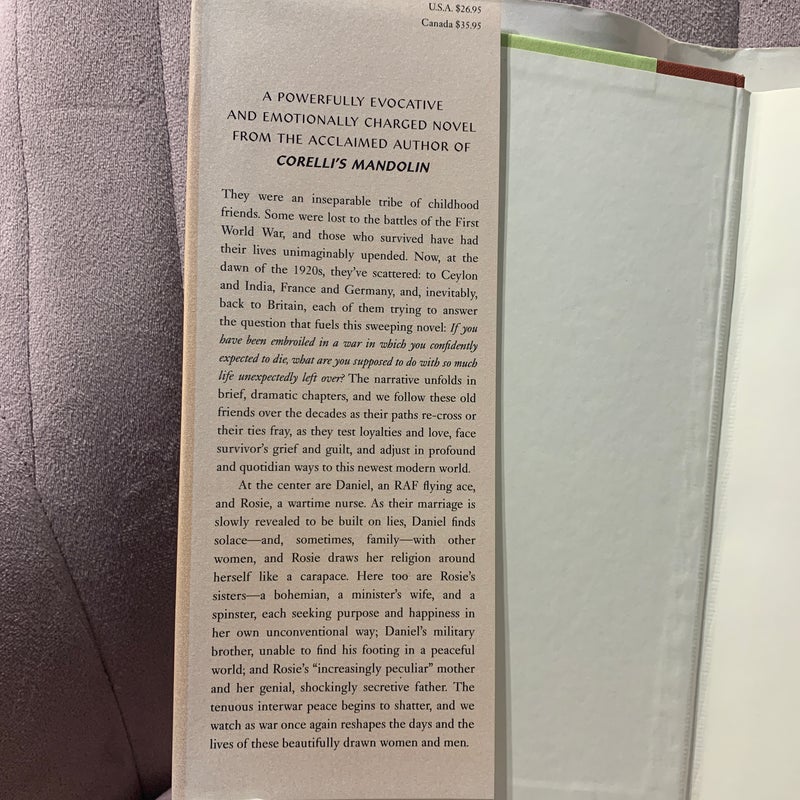 U.S.A. $26.95
Canada $35.95
A POWERFULLY EVOCATIVE
AND EMOTIONALLY CHARGED NOVEL
FROM THE ACCLAIMED AUTHOR OF
CORELLI'S MANDOLIN
They were an inseparable tribe of childhood
friends. Some were lost to the battles of the First
World War, and those who survived have had
their lives unimaginably upended. Now, at the
dawn of the 1920s, they've scattered: to Ceylon
and India, France and Germany, and, inevitably,
back to Britain, each of them trying to answer
the question that fuels this sweeping novel: If you
have been embroiled in a war in which you confidently
expected to die, what are you supposed to do with so much
life unexpectedly left over? The narrative unfolds in
brief, dramatic chapters, and we follow these old
friends over the decades as their paths re-cross or
their ties fray, as they test loyalties and love, face
survivor's grief and guilt, and adjust in profound
and quotidian ways to this newest modern world.
At the center are Daniel, an RAF flying ace,
and Rosie, a wartime nurse. As their marriage is
slowly revealed to be built on lies, Daniel finds
solace—and, sometimes, family—with other
women, and Rosie draws her religion around
herself like a carapace. Here too are Rosie's
sisters—a bohemian, a minister's wife, and a
spinster, each seeking purpose and happiness in
her own unconventional way; Daniel's military
brother, unable to find his footing in a peaceful
world; and Rosie's "increasingly peculiar" mother
and her genial, shockingly secretive father. The
tenuous interwar peace begins to shatter, and we
watch as war once again reshapes the days and the
lives of these beautifully drawn women and men.